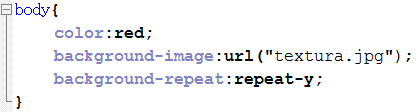 body{
color:red;
background-image:url("textura.jpg");
background-repeat:repeat-y;
}